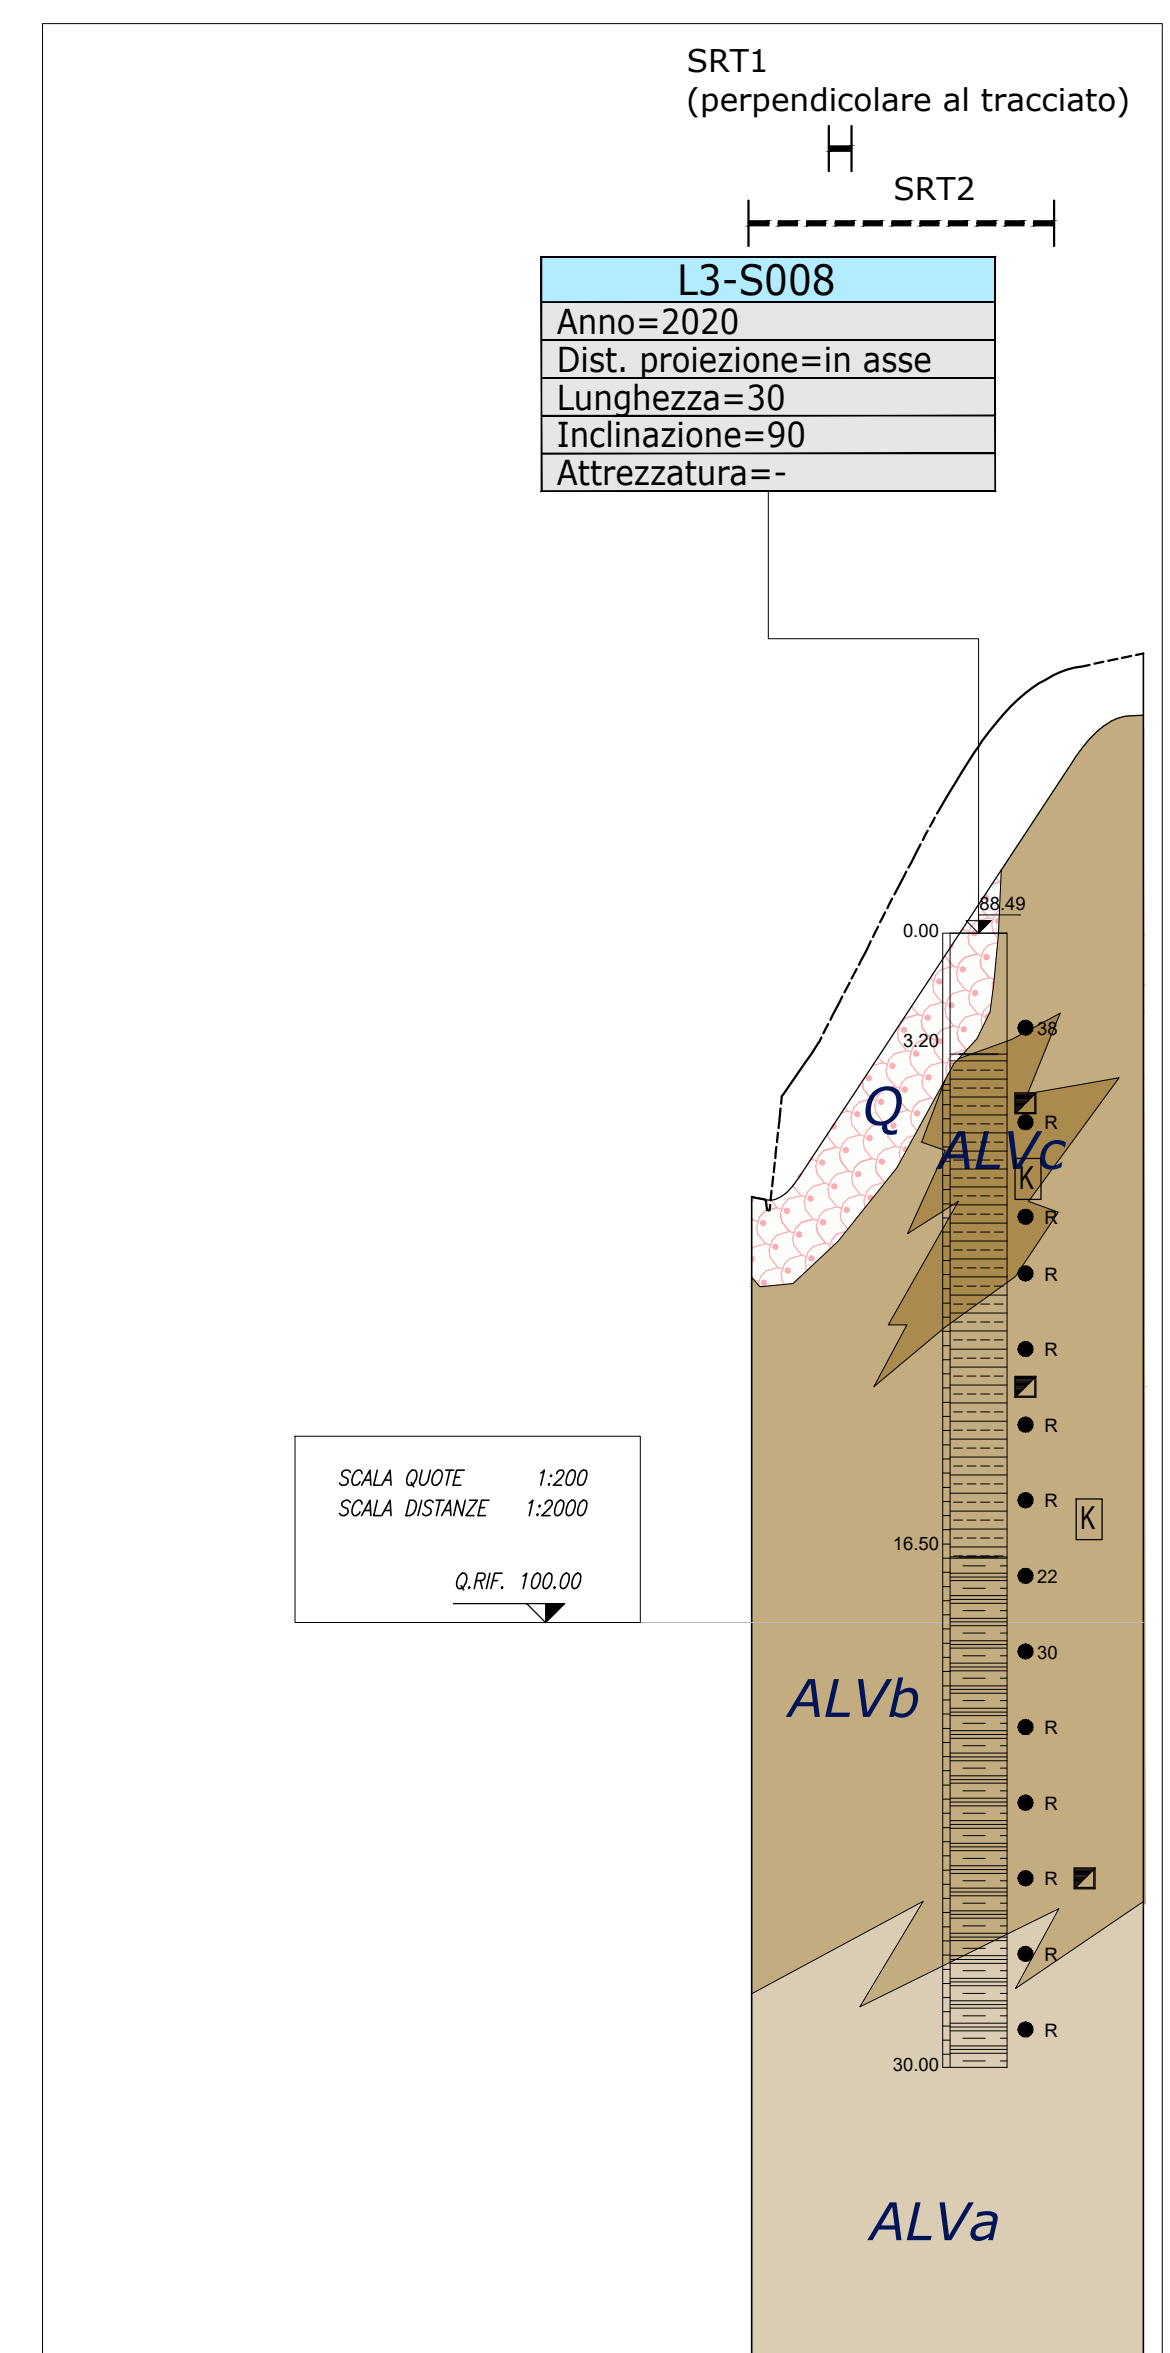 SRT1
(perpendicolare al tracciato)
SRT2
L3-S008
Anno=2020
Dist. proiezione=in asse
Lunghezza=30
Inclinazione=90
Attrezzatura=-
88.49
0.00
38
3.20
Q
R
ALVc
K
R
R
R
R
SCALA QUOTE 1:200
SCALA DISTANZE 1:2000
R
K
16.50
22
Q.RIF. 100.00
30
ALVb
R
R
R
R
R
30.00
ALVa